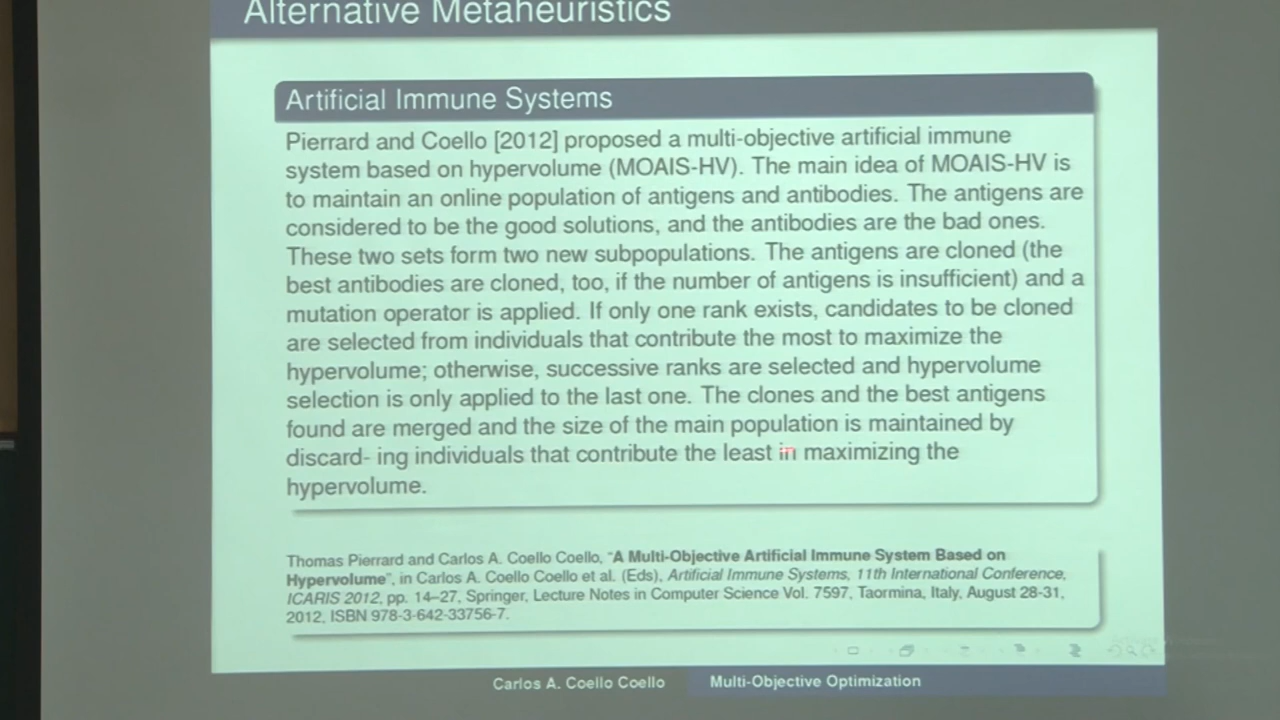 Alternative Metaheuristics
Artificial Immune Systems
Pierrard and Coello [2012] proposed a multi-objective artificial immune
system based on hypervolume (MOAIS-HV). The main idea of MOAIS-HV is
to maintain an online population of antigens and antibodies. The antigens are
considered to be the good solutions, and the antibodies are the bad ones.
These two sets form two new subpopulations. The antigens are cloned (the
best antibodies are cloned, too, if the number of antigens is insufficient) and a
mutation operator is applied. If only one rank exists, candidates to be cloned
are selected from individuals that contribute the most to maximize the
hypervolume; otherwise, successive ranks are selected and hypervolume
selection is only applied to the last one. The clones and the best antigens
found are merged and the size of the main population is maintained by
discard- ing individuals that contribute the least in maximizing the
hypervolume.
Thomas Pierrard and Carlos A. Coello Coello, "A Multi-Objective Artificial Immune System Based on
Hypervolume", in Carlos A. Coello Coello et al. (Eds), Artificial Immune Systems, 11th International Conference,
ICARIS 2012, pp. 14–27, Springer, Lecture Notes in Computer Science Vol. 7597, Taormina, Italy, August 28-31,
2012, ISBN 978-3-642-33756-7.
Carlos A. Coello Coello Multi-Objective Optimization